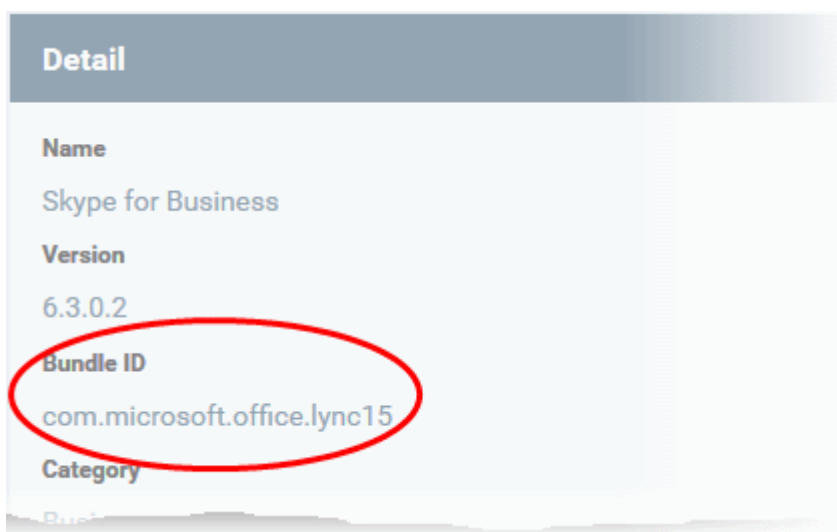 Detail
Name
Skype for Business
Version
6.3.0.2
Bundle ID
com.microsoft.office.lync15
Category